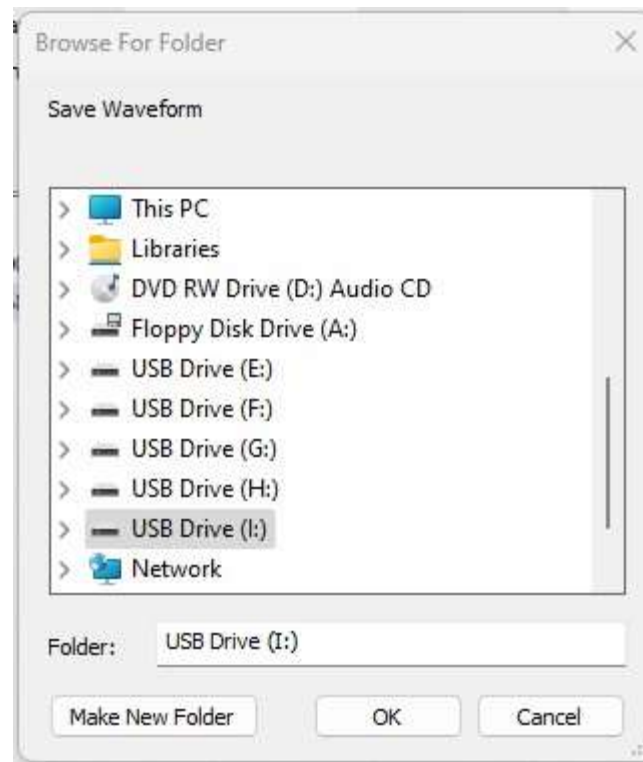 Browse For Folder
Save Waveform
This PC
Libraries
DVD RW Drive (D:) Audio CD
Floppy Disk Drive (A:)
USB Drive (E:)
USB Drive (F:)
USB Drive (G:)
USB Drive (H:)
USB Drive (I:)
Network
Folder: USB Drive (I:)
Make New Folder OK Cancel